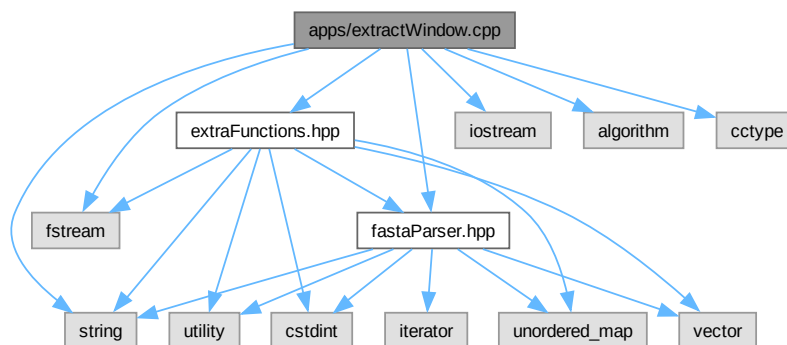 apps/extractWindow.cpp
extraFunctions.hpp
iostream
algorithm
cctype
fstream
fastaParser.hpp
string
utility
cstdint
iterator
unordered_map
vector